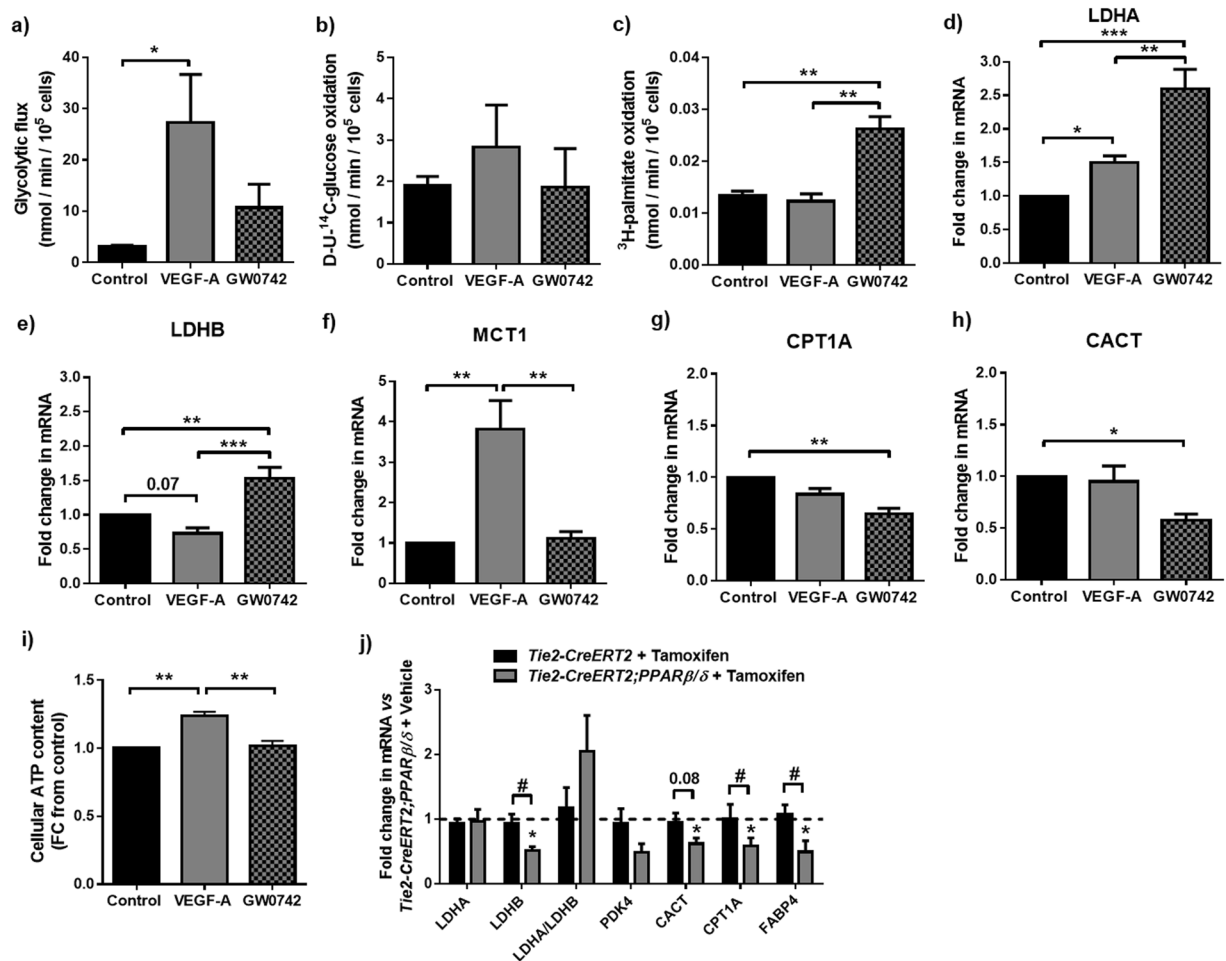 a)
Glycolytic flux
(nmol / min / 10⁵ cells)
40
30
20
10
0
*
Control VEGF-A GW0742
b)
D-U-¹⁴C-glucose oxidation
(nmol / min / 10⁵ cells)
5
4
3
2
1
0
Control VEGF-A GW0742
c)
³H-palmitate oxidation
(nmol / min / 10⁵ cells)
0.04
0.03
0.02
0.01
0.00
**
**
Control VEGF-A GW0742
d)
LDHA
Fold change in mRNA
3.0
2.5
2.0
1.5
1.0
0.5
0.0
***
**
*
Control VEGF-A GW0742
e)
LDHB
Fold change in mRNA
3.0
2.5
2.0
1.5
1.0
0.5
0.0
**
***
0.07
Control VEGF-A GW0742
f)
MCT1
Fold change in mRNA
5
4
3
2
1
0
** **
Control VEGF-A GW0742
g)
CPT1A
Fold change in mRNA
2.0
1.5
1.0
0.5
0.0
**
Control VEGF-A GW0742
h)
CACT
Fold change in mRNA
2.0
1.5
1.0
0.5
0.0
*
Control VEGF-A GW0742
i)
Cellular ATP content
(FC from control)
1.5
1.0
0.5
0.0
** **
Control VEGF-A GW0742
j)
Tie2-CreERT2 + Tamoxifen
Tie2-CreERT2;PPARβ/δ + Tamoxifen
Fold change in mRNA vs
Tie2-CreERT2;PPARβ/δ + Vehicle
3
2
1
0
# 0.08 # #
* * * *
LDHA
LDHB
LDHA/LDHB
PDK4
CACT
CPT1A
FABP4